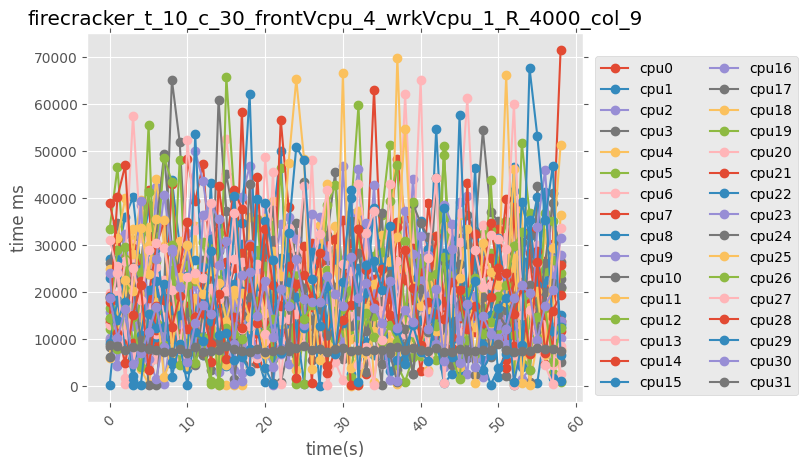 firecracker_t_10_c_30_frontVcpu_4_wrkVcpu_1_R_4000_col_9
time ms
70000
60000
50000
40000
30000
20000
10000
0
0
10
20
30
40
50
60
time(s)
cpu0
cpu1
cpu2
cpu3
cpu4
cpu5
cpu6
cpu7
cpu8
cpu9
cpu10
cpu11
cpu12
cpu13
cpu14
cpu15
cpu16
cpu17
cpu18
cpu19
cpu20
cpu21
cpu22
cpu23
cpu24
cpu25
cpu26
cpu27
cpu28
cpu29
cpu30
cpu31